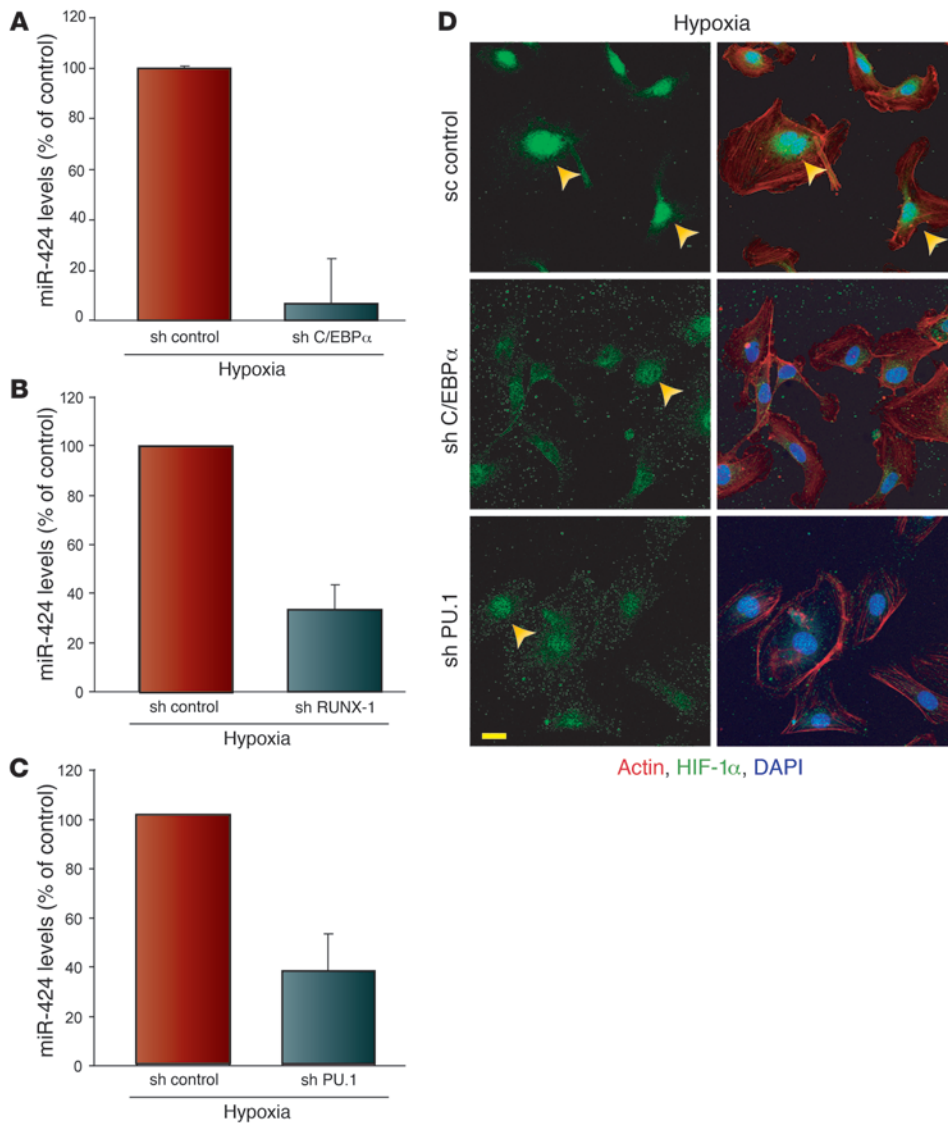 A
miR-424 levels (% of control)
120
100
80
60
40
20
0
sh control
sh C/EBPα
Hypoxia
B
miR-424 levels (% of control)
120
100
80
60
40
20
0
sh control
sh RUNX-1
Hypoxia
C
miR-424 levels (% of control)
120
100
80
60
40
20
0
sh control
sh PU.1
Hypoxia
D
Hypoxia
sc control
sh C/EBPα
sh PU.1
Actin, HIF-1α, DAPI